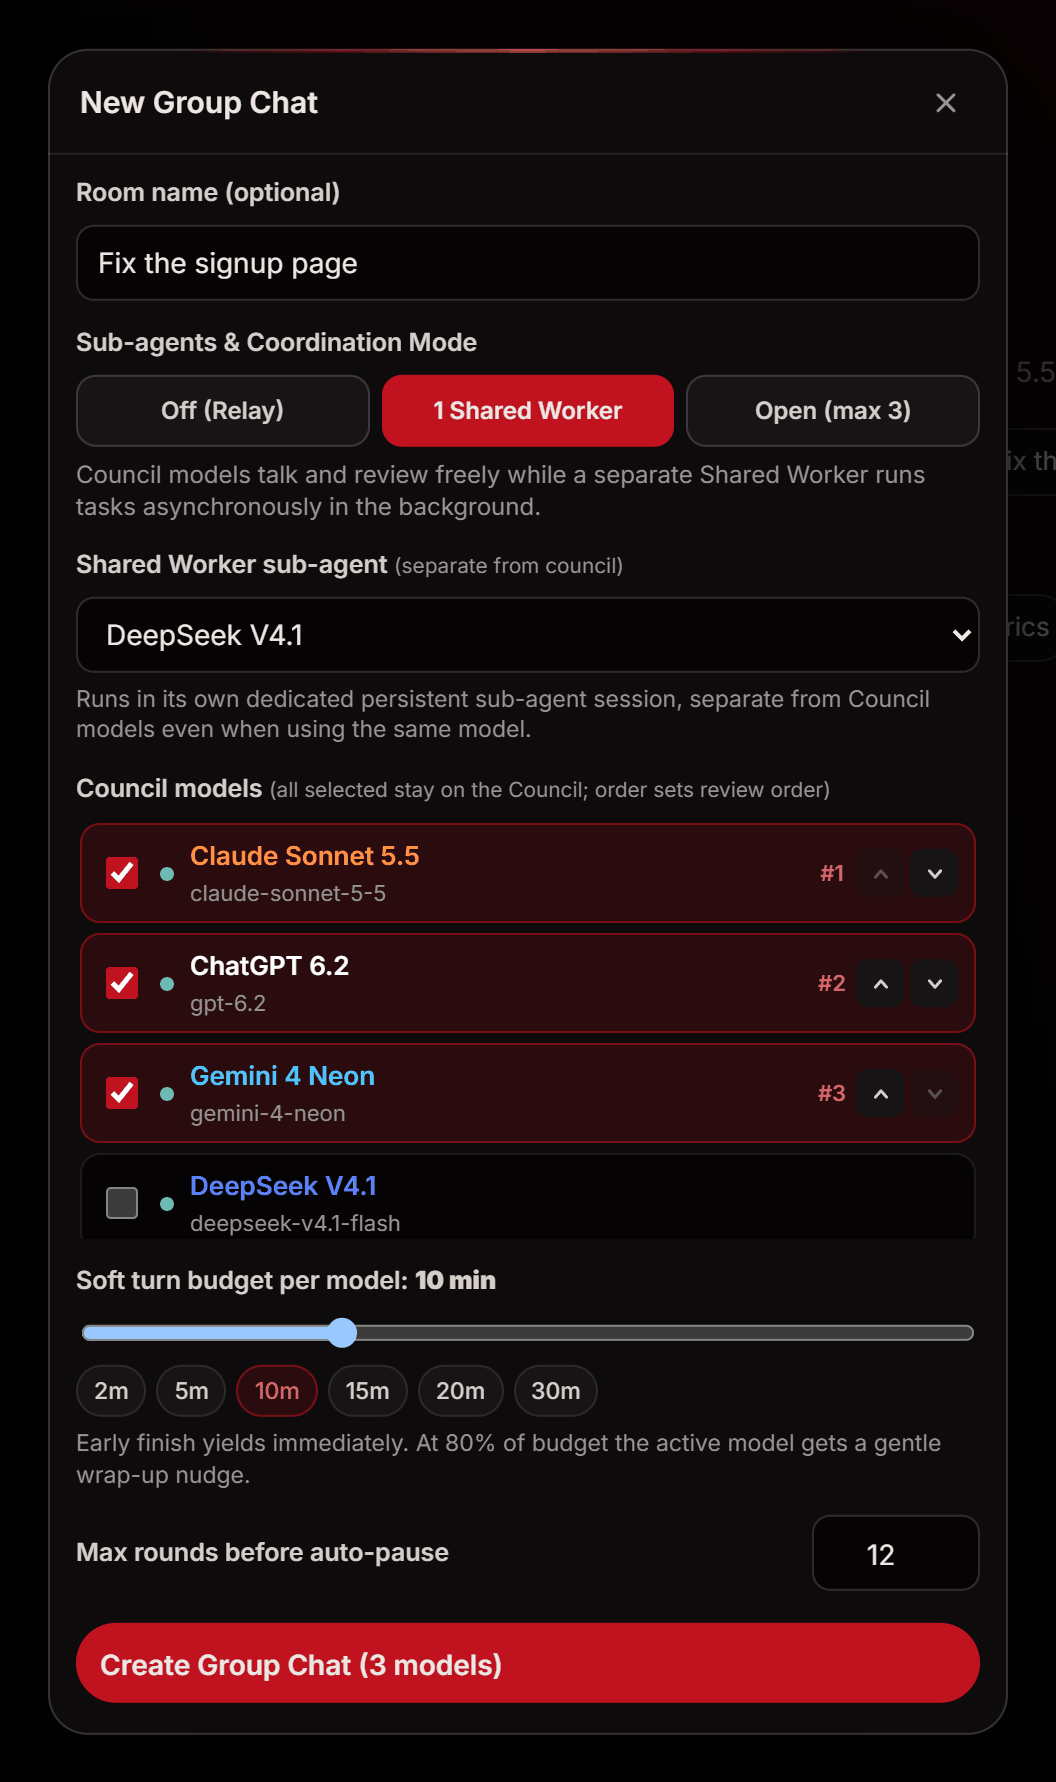 New Group Chat
Room name (optional)
Fix the signup page
Sub-agents & Coordination Mode
Off (Relay)
1 Shared Worker
Open (max 3)
Council models talk and review freely while a separate Shared Worker runs
tasks asynchronously in the background.
Shared Worker sub-agent (separate from council)
DeepSeek V4.1
Runs in its own dedicated persistent sub-agent session, separate from Council
models even when using the same model.
Council models (all selected stay on the Council; order sets review order)
Claude Sonnet 5.5
claude-sonnet-5-5
#1
ChatGPT 6.2
gpt-6.2
#2
Gemini 4 Neon
gemini-4-neon
#3
DeepSeek V4.1
deepseek-v4.1-flash
Soft turn budget per model: 10 min
2m
5m
10m
15m
20m
30m
Early finish yields immediately. At 80% of budget the active model gets a gentle
wrap-up nudge.
Max rounds before auto-pause
12
Create Group Chat (3 models)
5.5
ix th
rics